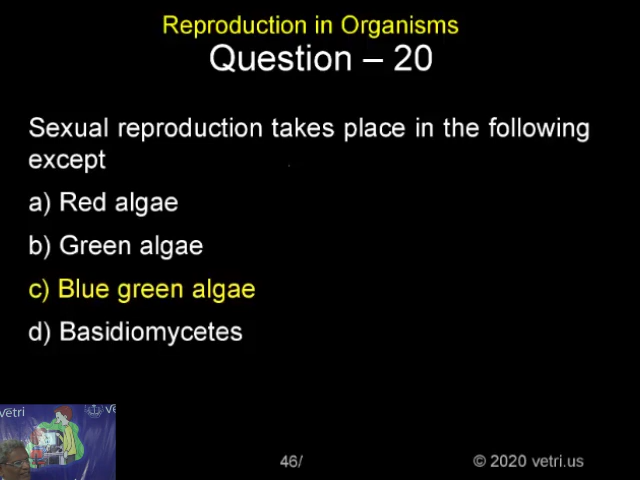 Reproduction in Organisms
Question – 20
Sexual reproduction takes place in the following
except
a) Red algae
b) Green algae
c) Blue green algae
d) Basidiomycetes
vetri
46/
© 2020 vetri.us